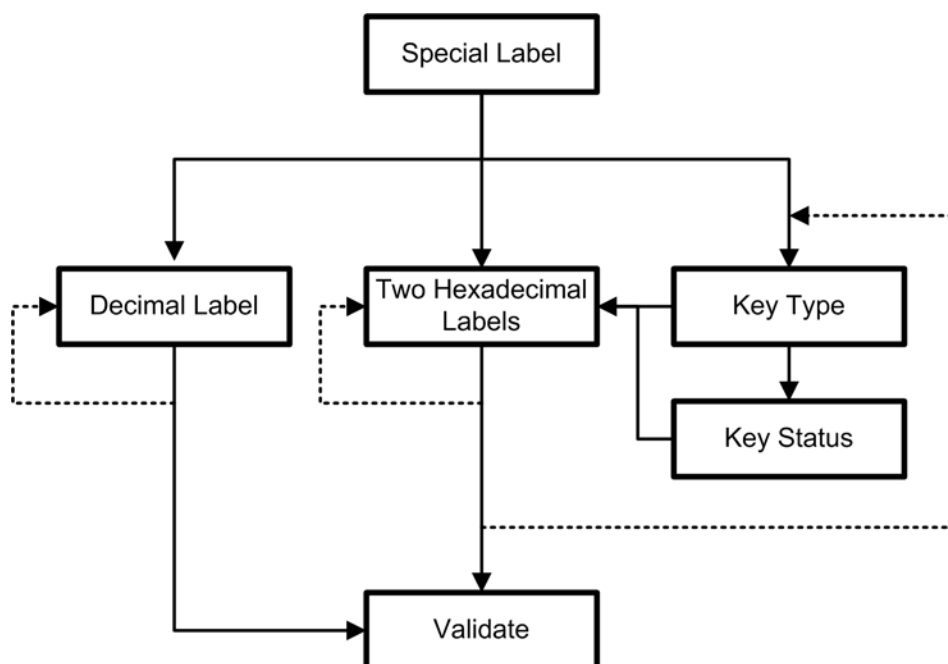 Special Label
Decimal Label
Two Hexadecimal
Labels
Key Type
Key Status
Validate